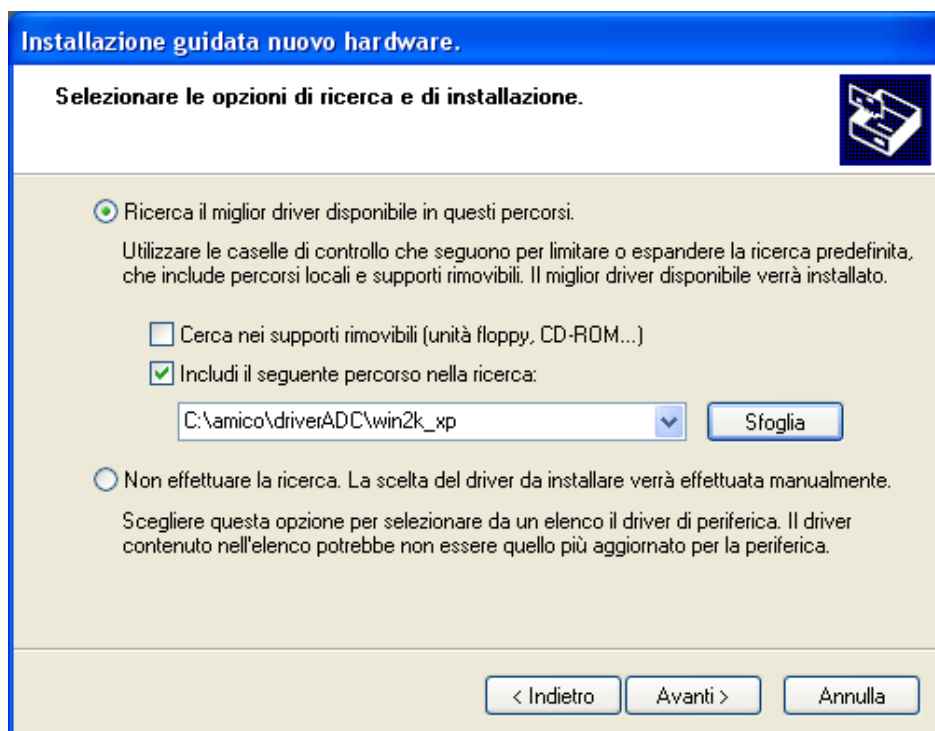 Installazione guidata nuovo hardware.
Selezionare le opzioni di ricerca e di installazione.
Ricerca il miglior driver disponibile in questi percorsi.
Utilizzare le caselle di controllo che seguono per limitare o espandere la ricerca predefinita,
che include percorsi locali e supporti rimovibili. Il miglior driver disponibile verrà installato.
Cerca nei supporti rimovibili (unità floppy, CD-ROM...)
Includi il seguente percorso nella ricerca:
C:\amico\driverADC\win2k_xp
Sfoglia
Non effettuare la ricerca. La scelta del driver da installare verrà effettuata manualmente.
Scegliere questa opzione per selezionare da un elenco il driver di periferica. Il driver
contenuto nell'elenco potrebbe non essere quello più aggiornato per la periferica.
< Indietro
Avanti >
Annulla